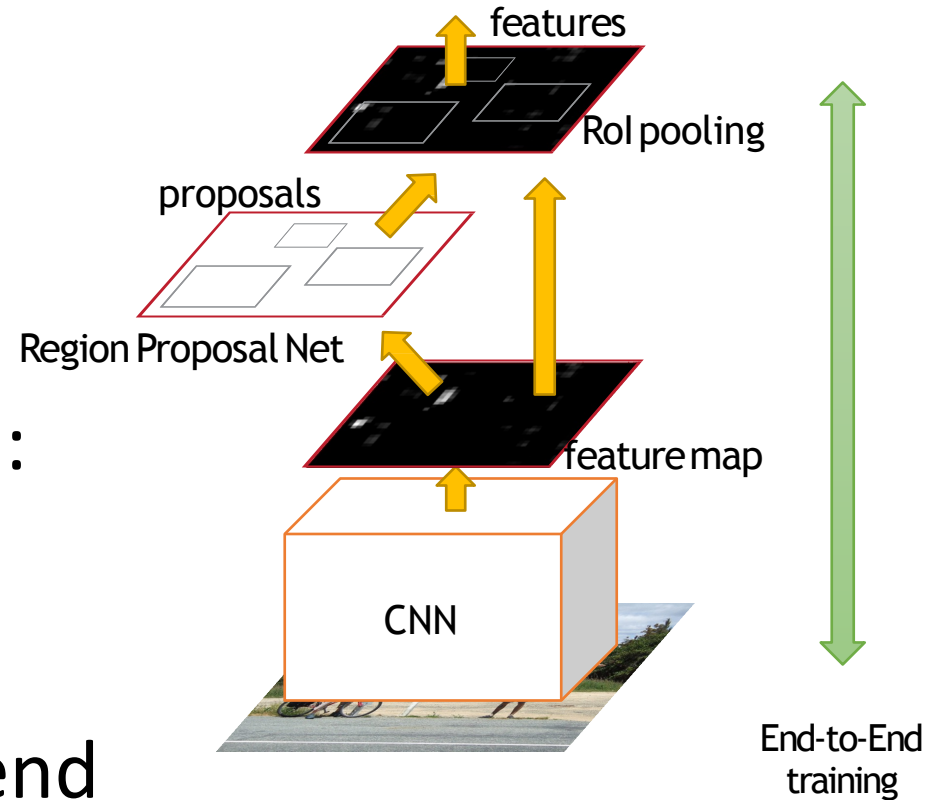 features
RoI pooling
proposals
Region Proposal Net
:
feature map
CNN
end
End-to-End
training